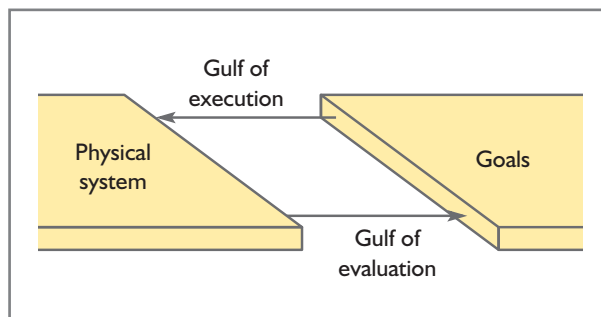 Gulf of
execution
Physical
system
Goals
Gulf of
evaluation